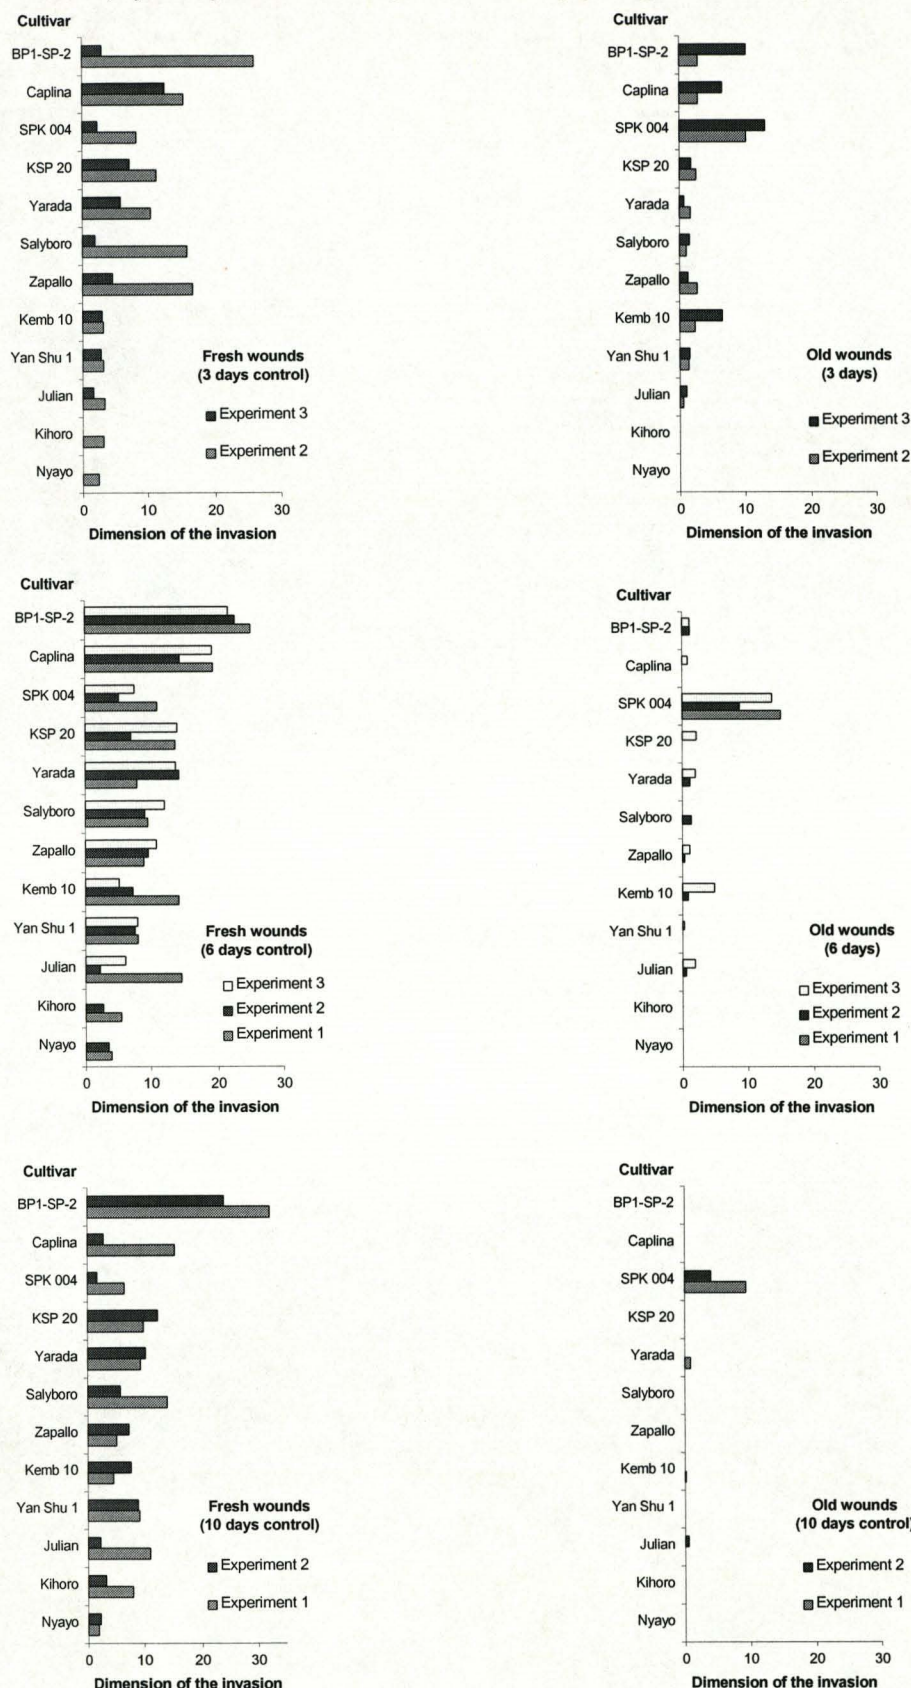 Cultivar
BP1-SP-2
Caplina
SPK 004
KSP 20
Yarada
Salyboro
Zapallo
Kemb 10
Yan Shu 1
Julian
Kihoro
Nyayo
Fresh wounds
(3 days control)
Experiment 3
Experiment 2
0 10 20 30
Dimension of the invasion
Cultivar
BP1-SP-2
Caplina
SPK 004
KSP 20
Yarada
Salyboro
Zapallo
Kemb 10
Yan Shu 1
Julian
Kihoro
Nyayo
Old wounds
(3 days)
Experiment 3
Experiment 2
0 10 20 30
Dimension of the invasion
Cultivar
BP1-SP-2
Caplina
SPK 004
KSP 20
Yarada
Salyboro
Zapallo
Kemb 10
Yan Shu 1
Julian
Kihoro
Nyayo
Fresh wounds
(6 days control)
Experiment 3
Experiment 2
Experiment 1
0 10 20 30
Dimension of the invasion
Cultivar
BP1-SP-2
Caplina
SPK 004
KSP 20
Yarada
Salyboro
Zapallo
Kemb 10
Yan Shu 1
Julian
Kihoro
Nyayo
Old wounds
(6 days)
Experiment 3
Experiment 2
Experiment 1
0 10 20 30
Dimension of the invasion
Cultivar
BP1-SP-2
Caplina
SPK 004
KSP 20
Yarada
Salyboro
Zapallo
Kemb 10
Yan Shu 1
Julian
Kihoro
Nyayo
Fresh wounds
(10 days control)
Experiment 2
Experiment 1
0 10 20 30
Dimension of the invasion
Cultivar
BP1-SP-2
Caplina
SPK 004
KSP 20
Yarada
Salyboro
Zapallo
Kemb 10
Yan Shu 1
Julian
Kihoro
Nyayo
Old wounds
(10 days control)
Experiment 2
Experiment 1
0 10 20 30
Dimension of the invasion